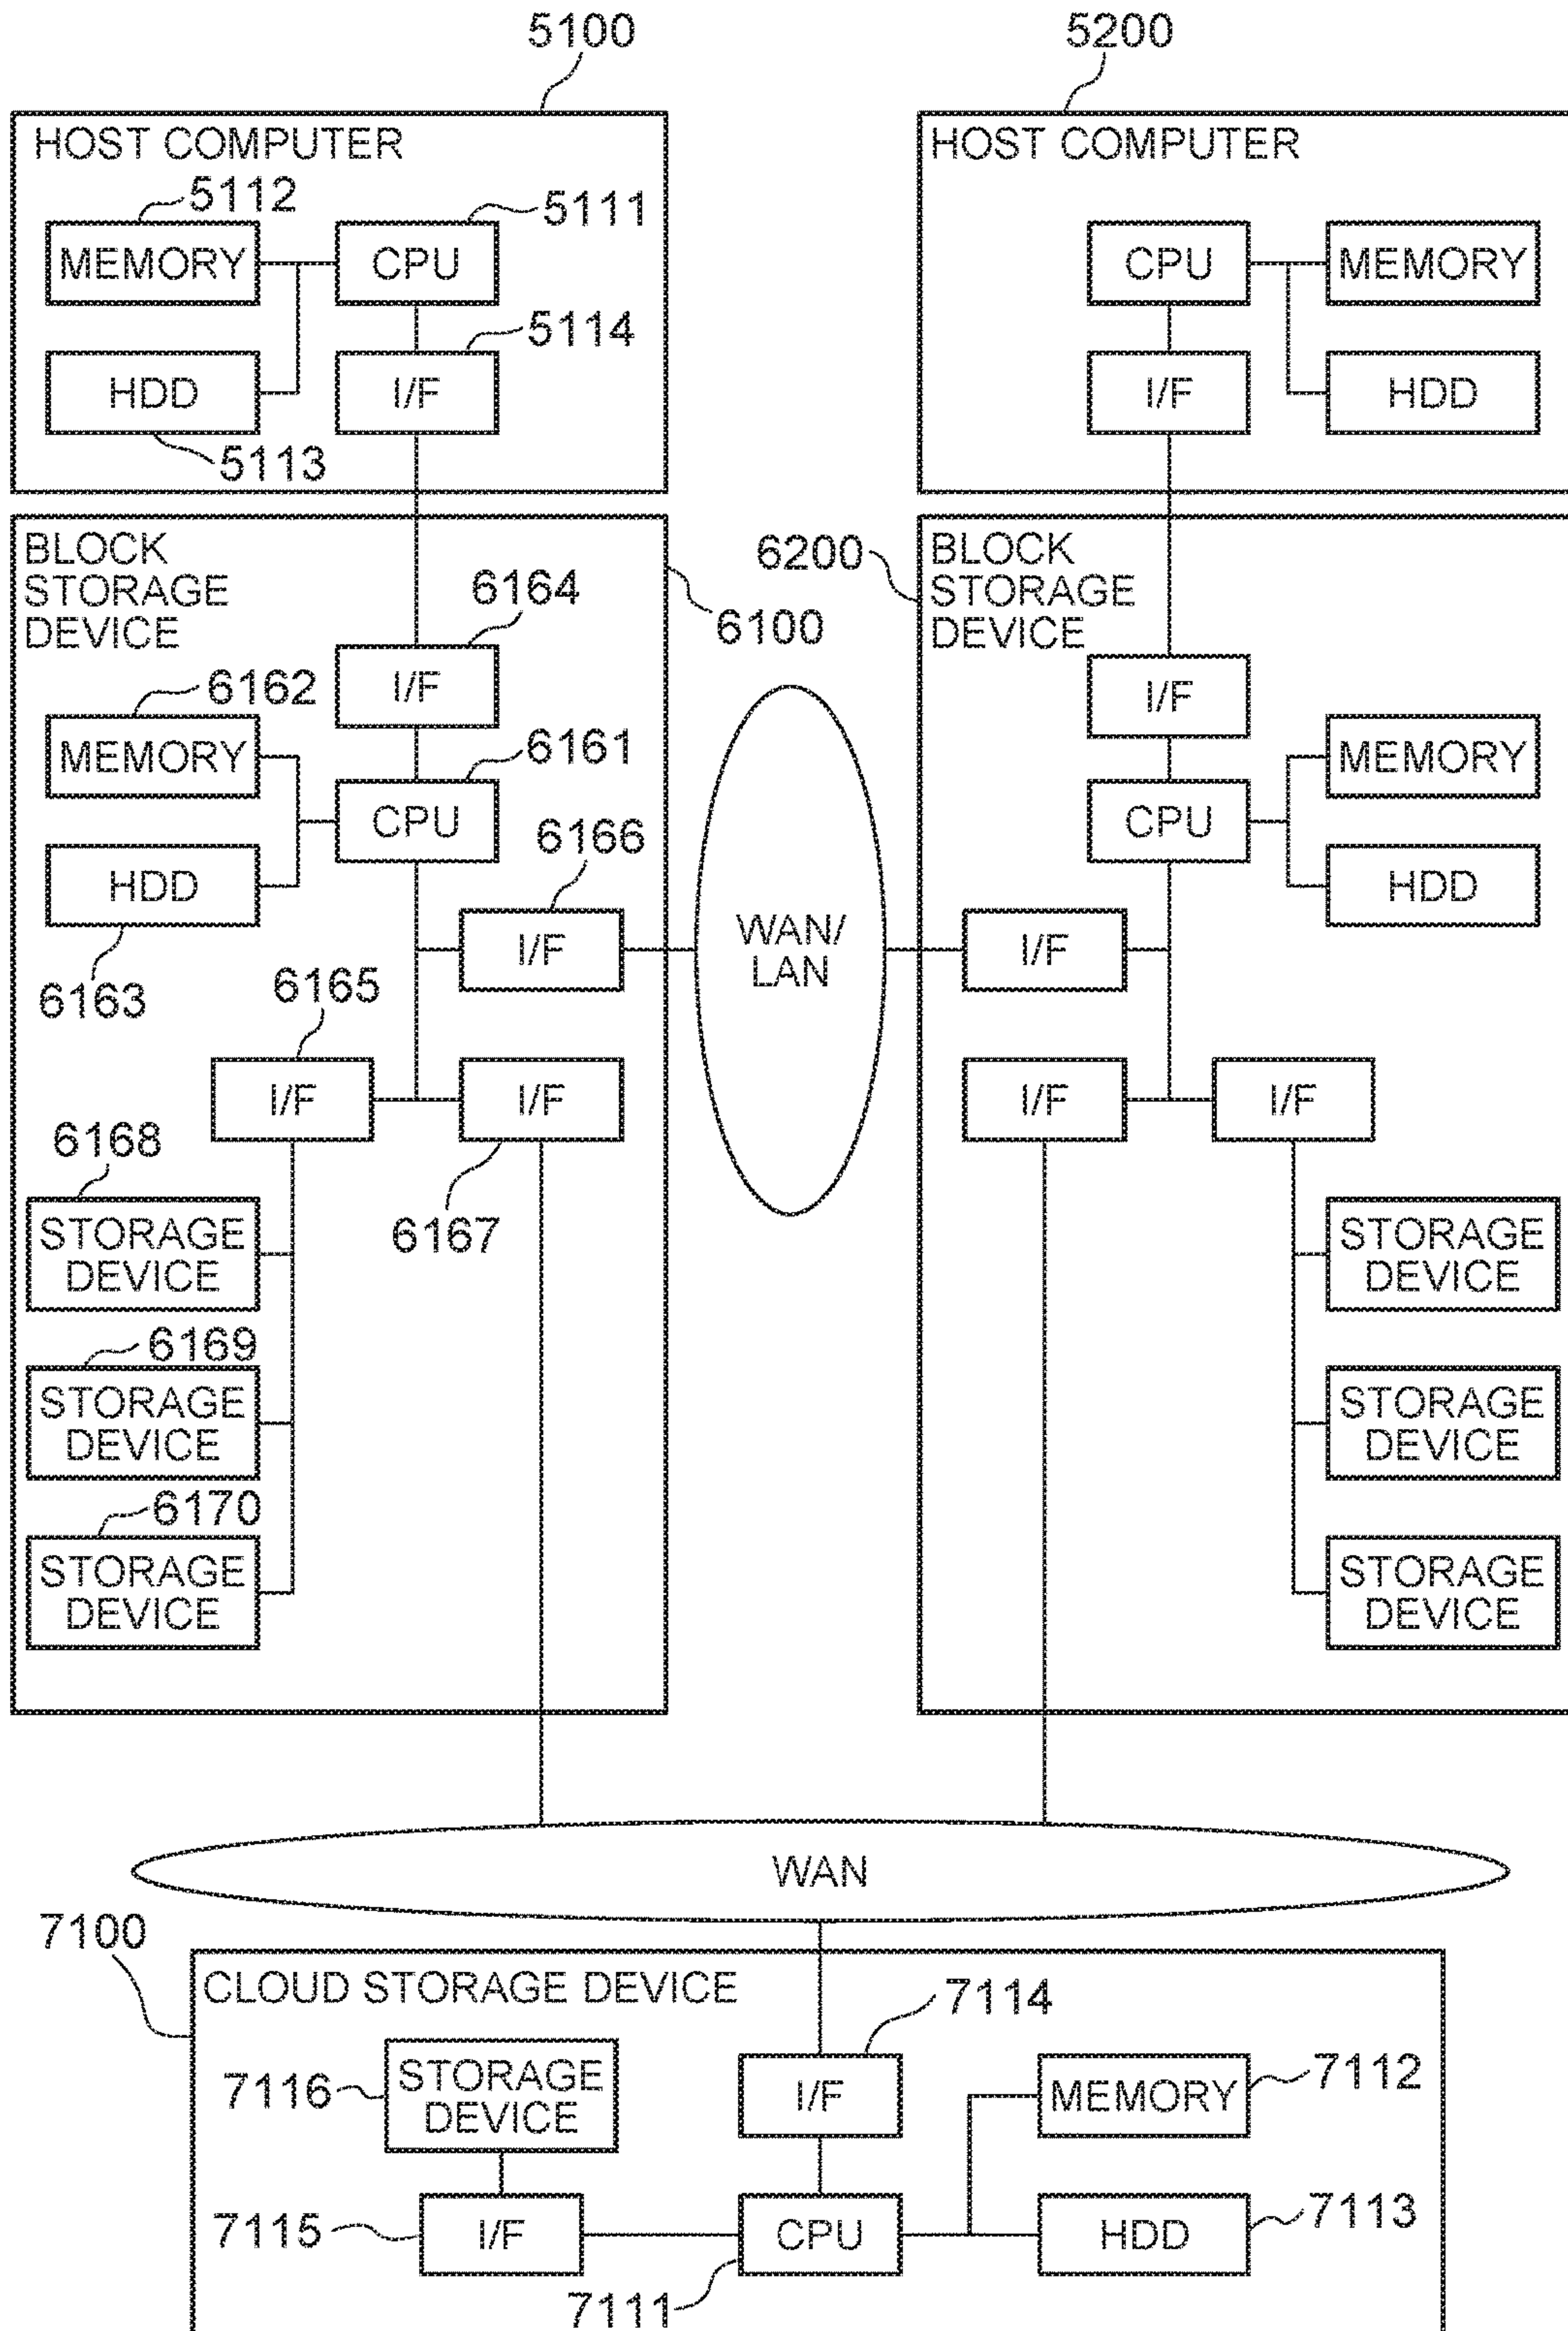 5100
5200
HOST COMPUTER
5112
5111
MEMORY
CPU
5114
HDD
I/F
5113
HOST COMPUTER
CPU
MEMORY
I/F
HDD
BLOCK
STORAGE
DEVICE
6164
6100
I/F
6162
MEMORY
6161
CPU
6166
HDD
I/F
6163
6165
I/F
I/F
6168
6167
STORAGE
DEVICE
6169
STORAGE
DEVICE
6170
STORAGE
DEVICE
WAN/
LAN
6200
BLOCK
STORAGE
DEVICE
I/F
MEMORY
CPU
HDD
I/F
I/F
I/F
STORAGE
DEVICE
STORAGE
DEVICE
STORAGE
DEVICE
WAN
7100
CLOUD STORAGE DEVICE
7114
7116
STORAGE
DEVICE
I/F
MEMORY
7112
7115
I/F
CPU
HDD
7113
7111